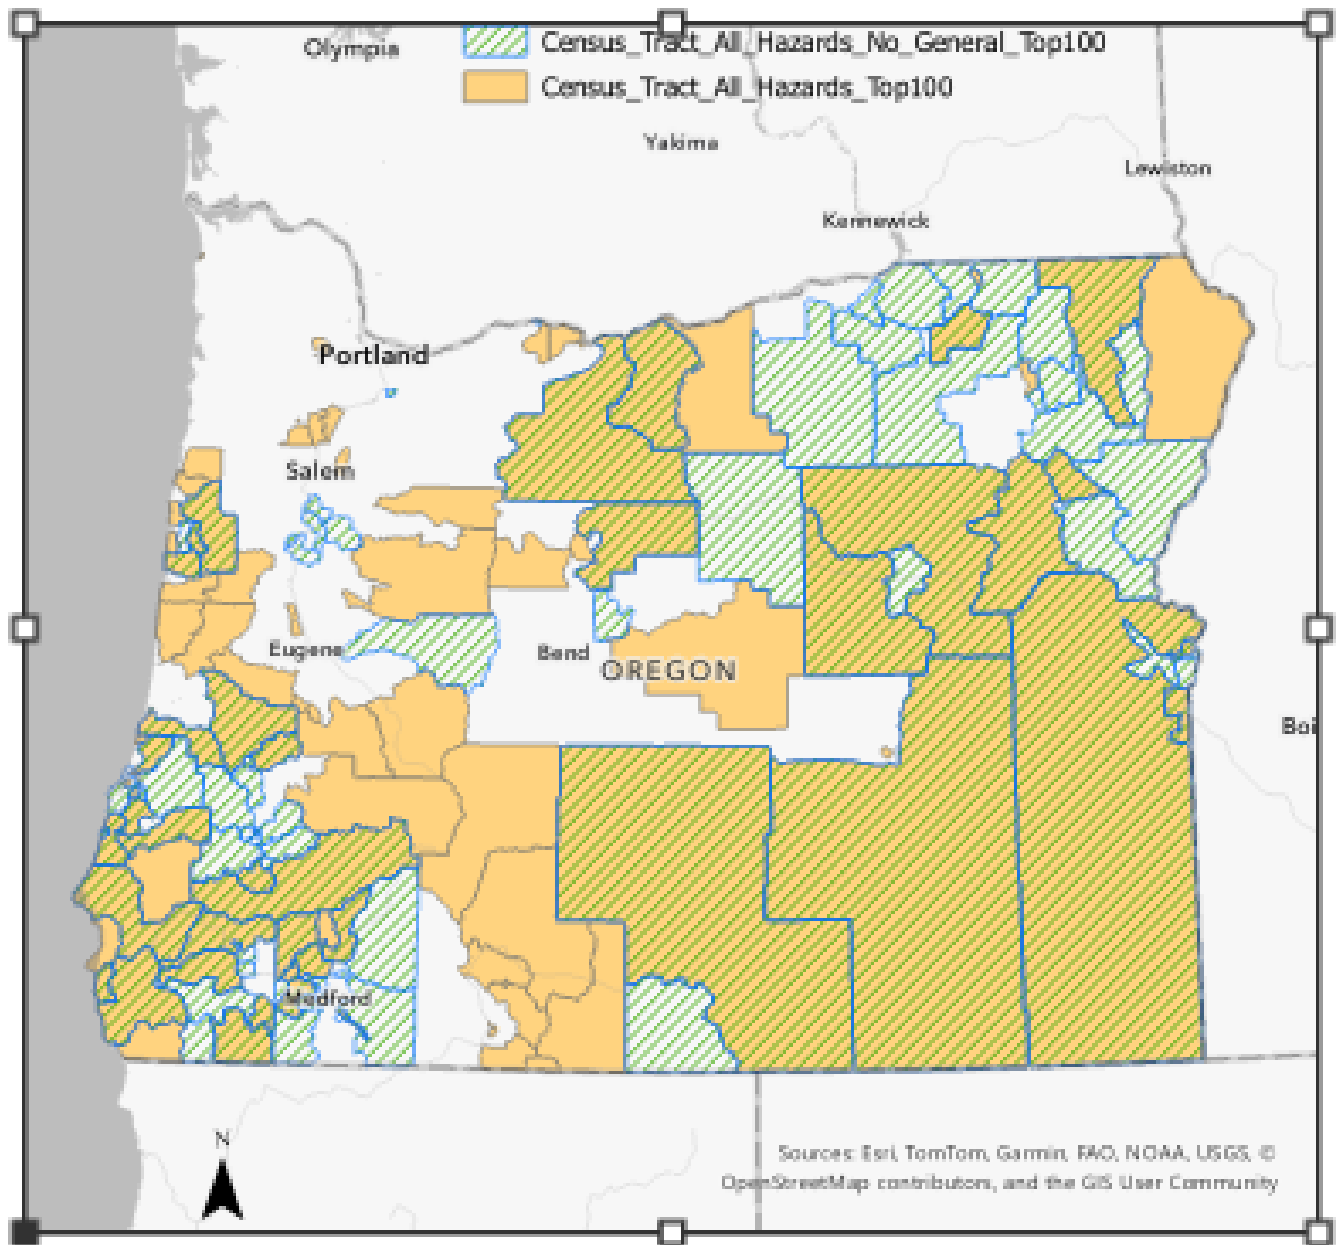 Olympia
Census_Tract_All_Hazards_No_General_Top100
Census_Tract_All_Hazards_Top100
Yakima
Lewiston
Kennewick
Portland
Salem
Eugene
Bend
OREGON
Boi
Medford
N
Sources: Esri, TomTom, Garmin, FAO, NOAA, USGS, ©
OpenStreetMap contributors, and the GIS User Community